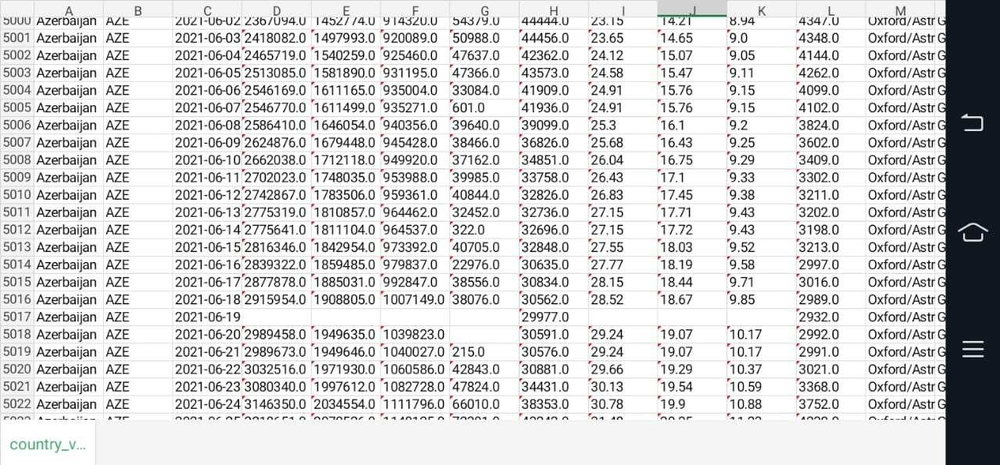 A B C D E F G H I J K L M
5000 Azerbaijan AZE 2021-06-02 2367094.0 1452774.0 914320.0 54379.0 44444.0 23.15 14.21 8.94 4347.0 Oxford/Astr G
5001 Azerbaijan AZE 2021-06-03 2418082.0 1497993.0 920089.0 50988.0 44456.0 23.65 14.65 9.0 4348.0 Oxford/Astr G
5002 Azerbaijan AZE 2021-06-04 2465719.0 1540259.0 925460.0 47637.0 42362.0 24.12 15.07 9.05 4144.0 Oxford/Astr G
5003 Azerbaijan AZE 2021-06-05 2513085.0 1581890.0 931195.0 47366.0 43573.0 24.58 15.47 9.11 4262.0 Oxford/Astr G
5004 Azerbaijan AZE 2021-06-06 2546169.0 1611165.0 935004.0 33084.0 41909.0 24.91 15.76 9.15 4099.0 Oxford/Astr G
5005 Azerbaijan AZE 2021-06-07 2546770.0 1611499.0 935271.0 601.0 41936.0 24.91 15.76 9.15 4102.0 Oxford/Astr G
5006 Azerbaijan AZE 2021-06-08 2586410.0 1646054.0 940356.0 39640.0 39099.0 25.3 16.1 9.2 3824.0 Oxford/Astr G
5007 Azerbaijan AZE 2021-06-09 2624876.0 1679448.0 945428.0 38466.0 36826.0 25.68 16.43 9.25 3602.0 Oxford/Astr G
5008 Azerbaijan AZE 2021-06-10 2662038.0 1712118.0 949920.0 37162.0 34851.0 26.04 16.75 9.29 3409.0 Oxford/Astr G
5009 Azerbaijan AZE 2021-06-11 2702023.0 1748035.0 953988.0 39985.0 33758.0 26.43 17.1 9.33 3302.0 Oxford/Astr G
5010 Azerbaijan AZE 2021-06-12 2742867.0 1783506.0 959361.0 40844.0 32826.0 26.83 17.45 9.38 3211.0 Oxford/Astr G
5011 Azerbaijan AZE 2021-06-13 2775319.0 1810857.0 964462.0 32452.0 32736.0 27.15 17.71 9.43 3202.0 Oxford/Astr G
5012 Azerbaijan AZE 2021-06-14 2775641.0 1811104.0 964537.0 322.0 32696.0 27.15 17.72 9.43 3198.0 Oxford/Astr G
5013 Azerbaijan AZE 2021-06-15 2816346.0 1842954.0 973392.0 40705.0 32848.0 27.55 18.03 9.52 3213.0 Oxford/Astr G
5014 Azerbaijan AZE 2021-06-16 2839322.0 1859485.0 979837.0 22976.0 30635.0 27.77 18.19 9.58 2997.0 Oxford/Astr G
5015 Azerbaijan AZE 2021-06-17 2877878.0 1885031.0 992847.0 38556.0 30834.0 28.15 18.44 9.71 3016.0 Oxford/Astr G
5016 Azerbaijan AZE 2021-06-18 2915954.0 1908805.0 1007149.0 38076.0 30562.0 28.52 18.67 9.85 2989.0 Oxford/Astr G
5017 Azerbaijan AZE 2021-06-19 29977.0 2932.0 Oxford/Astr G
5018 Azerbaijan AZE 2021-06-20 2989458.0 1949635.0 1039823.0 30591.0 29.24 19.07 10.17 2992.0 Oxford/Astr G
5019 Azerbaijan AZE 2021-06-21 2989673.0 1949646.0 1040027.0 215.0 30576.0 29.24 19.07 10.17 2991.0 Oxford/Astr G
5020 Azerbaijan AZE 2021-06-22 3032516.0 1971930.0 1060586.0 42843.0 30881.0 29.66 19.29 10.37 3021.0 Oxford/Astr G
5021 Azerbaijan AZE 2021-06-23 3080340.0 1997612.0 1082728.0 47824.0 34431.0 30.13 19.54 10.59 3368.0 Oxford/Astr G
5022 Azerbaijan AZE 2021-06-24 3146350.0 2034554.0 1111796.0 66010.0 38353.0 30.78 19.9 10.88 3752.0 Oxford/Astr G
country_v...